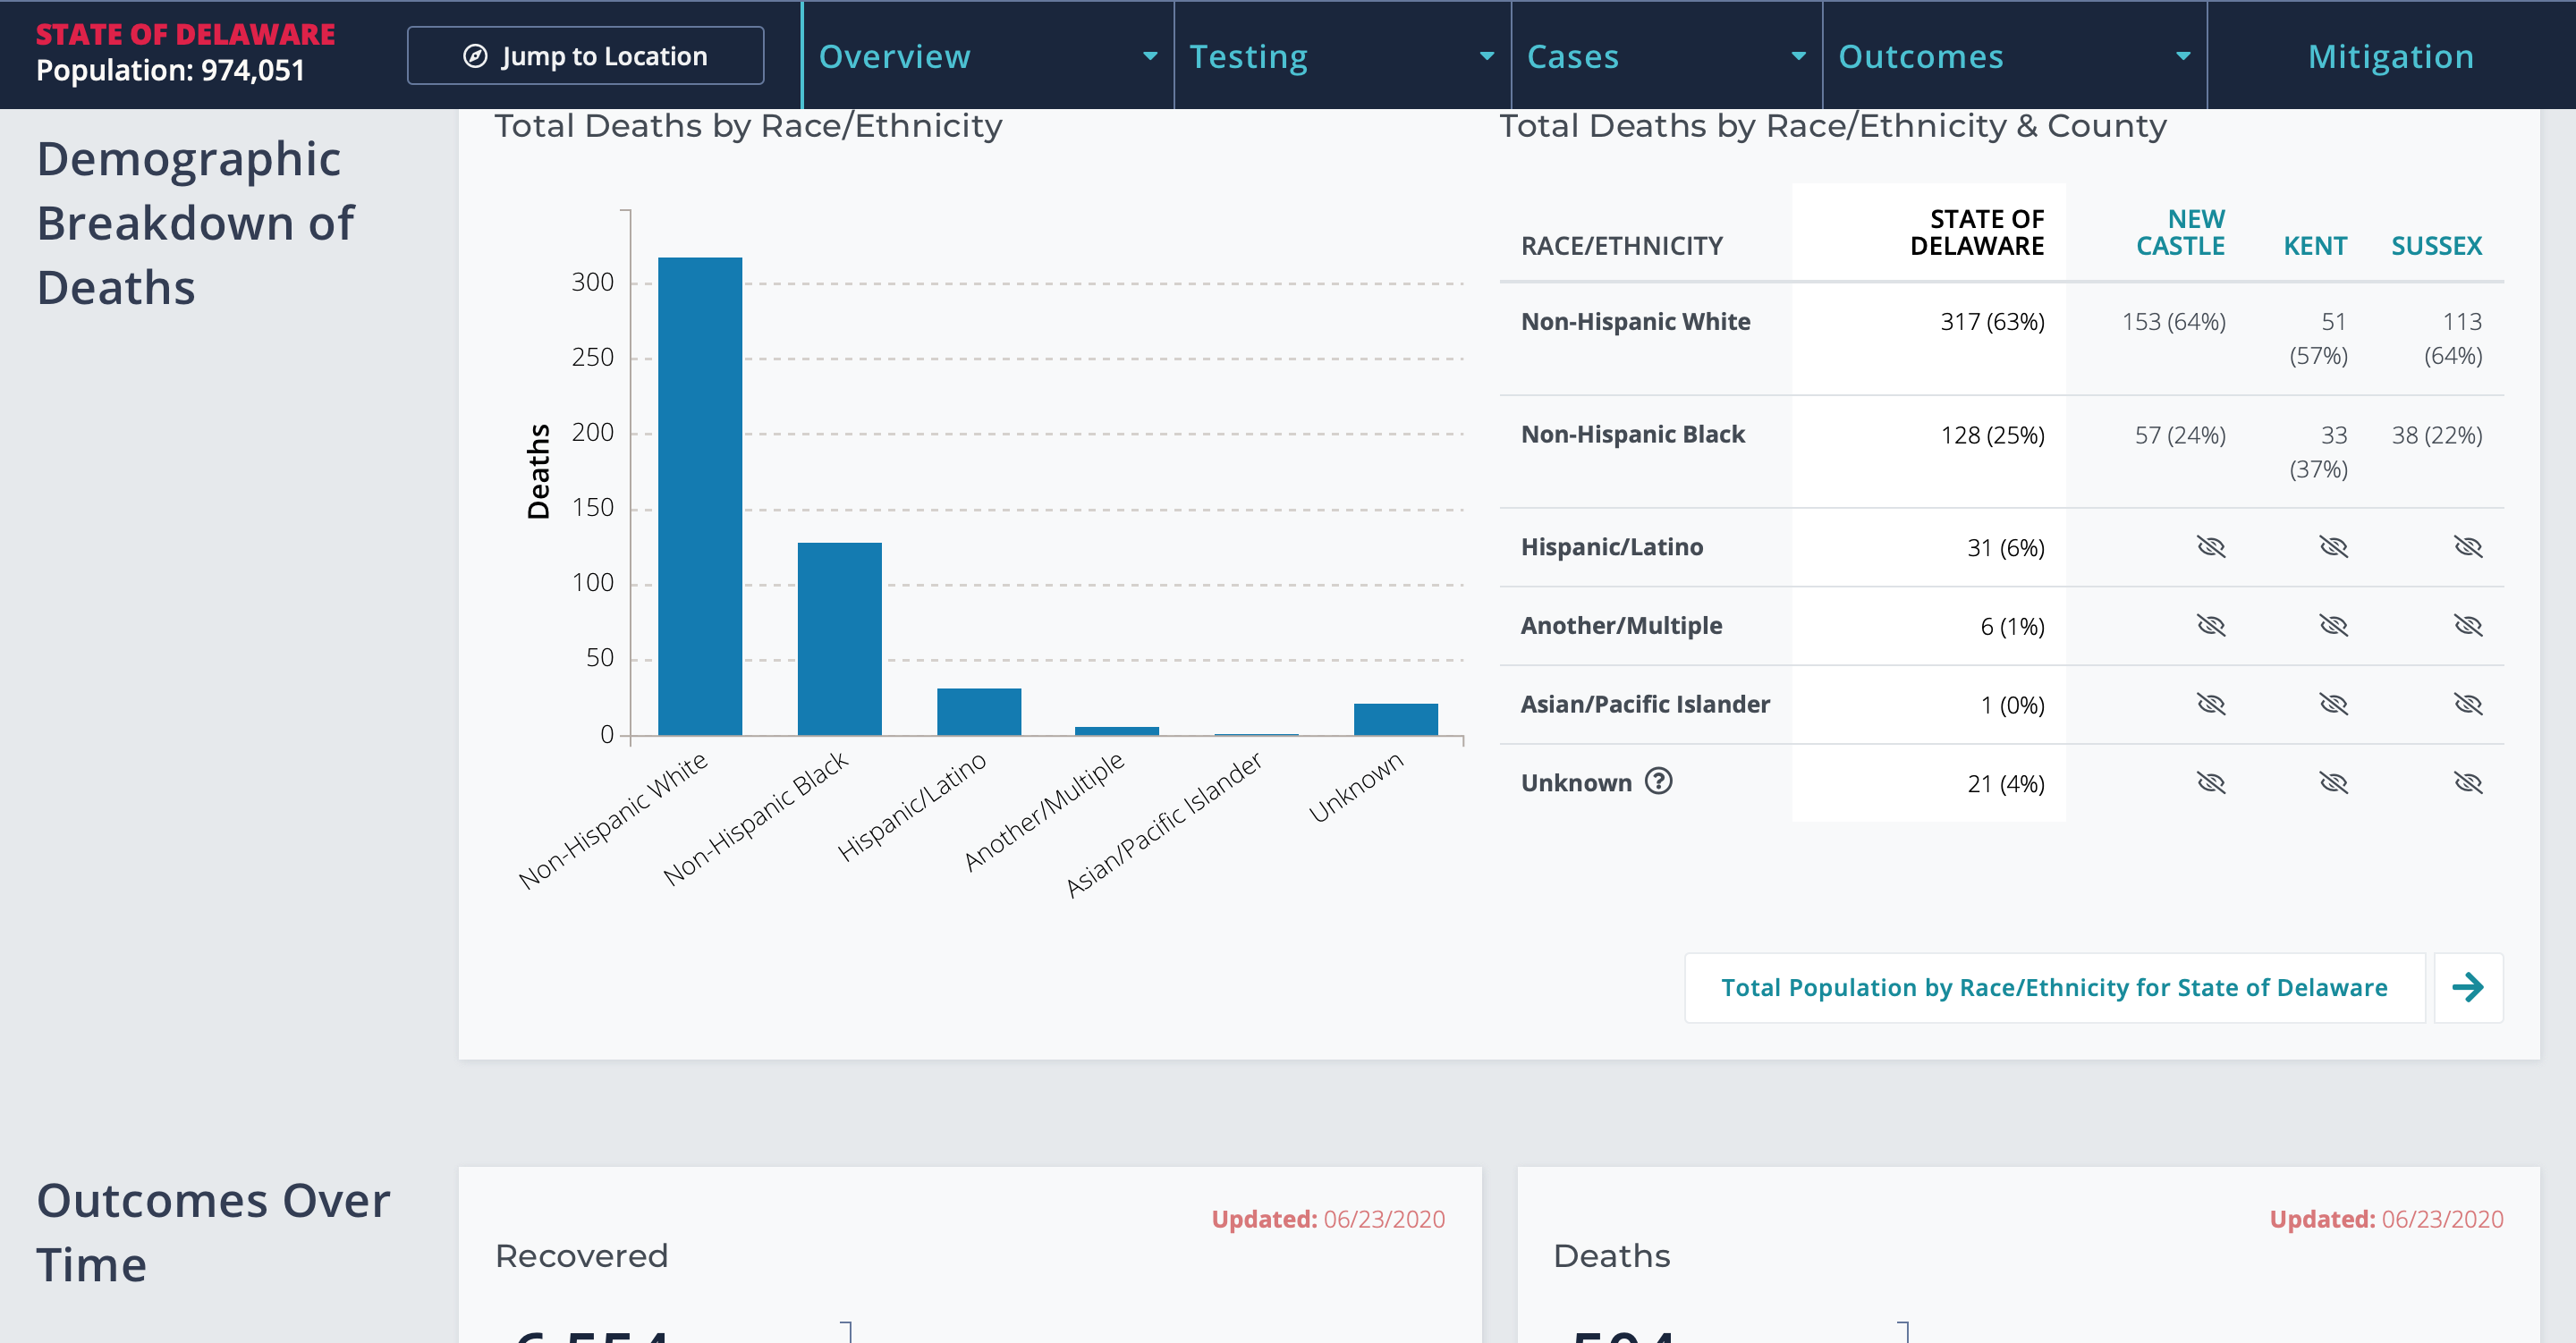 STATE OF DELAWARE
Population: 974,051
Jump to Location
Overview
Testing
Cases
Outcomes
Mitigation
Demographic
Breakdown of
Deaths
Total Deaths by Race/Ethnicity
Deaths
300
250
200
150
100
50
0
Non-Hispanic White
Non-Hispanic Black
Hispanic/Latino
Another/Multiple
Asian/Pacific Islander
Unknown
Total Deaths by Race/Ethnicity & County
RACE/ETHNICITY
STATE OF
DELAWARE
NEW
CASTLE
KENT
SUSSEX
Non-Hispanic White
317 (63%)
153 (64%)
51
(57%)
113
(64%)
Non-Hispanic Black
128 (25%)
57 (24%)
33
(37%)
38 (22%)
Hispanic/Latino
31 (6%)
Another/Multiple
6 (1%)
Asian/Pacific Islander
1 (0%)
Unknown ?
21 (4%)
Total Population by Race/Ethnicity for State of Delaware
Outcomes Over
Time
Updated: 06/23/2020
Recovered
Updated: 06/23/2020
Deaths